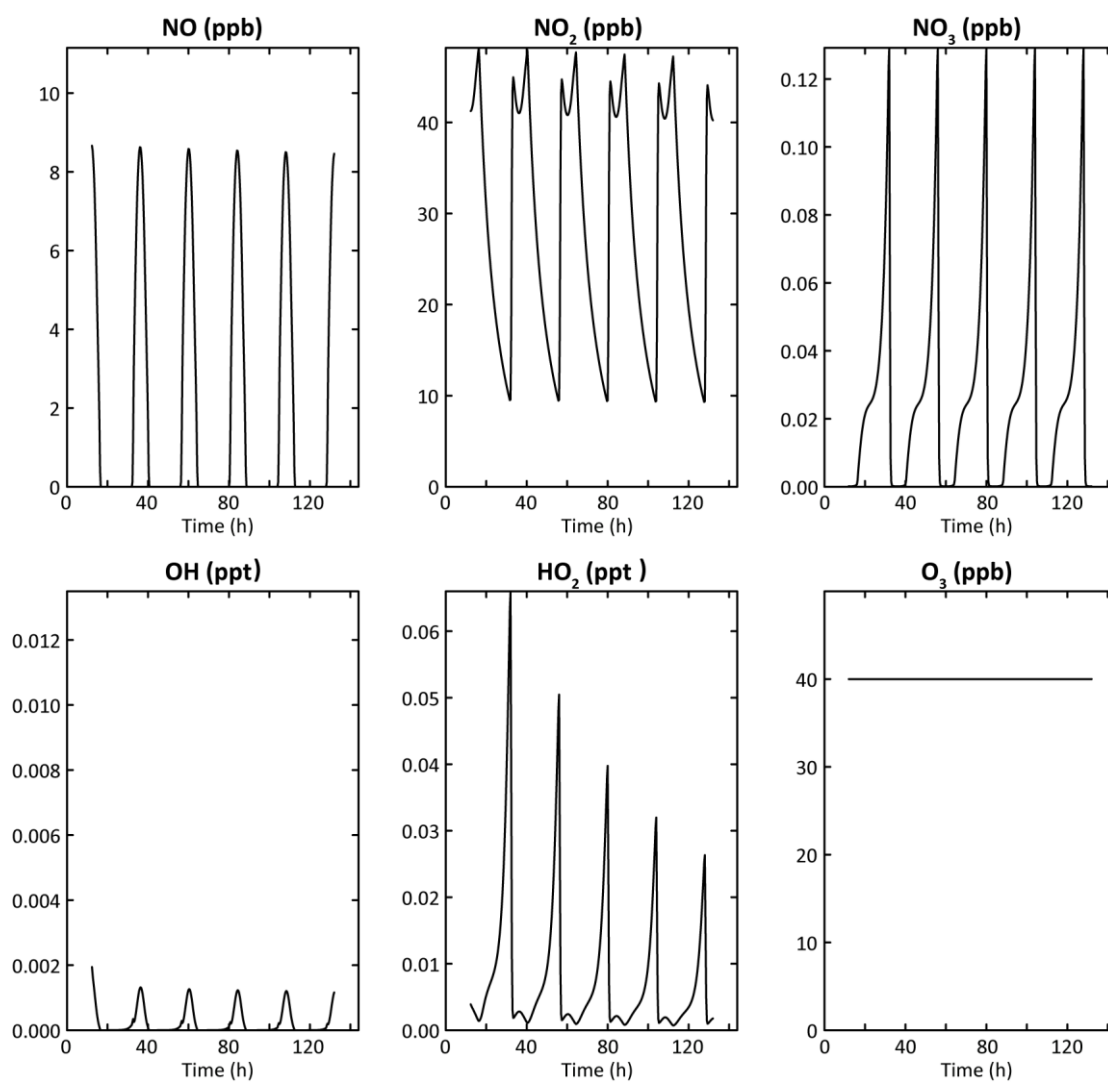 NO (ppb)
10
8
6
4
2
0
0 40 80 120
Time (h)
NO₂ (ppb)
40
30
20
10
0
0 40 80 120
Time (h)
NO₃ (ppb)
0.12
0.10
0.08
0.06
0.04
0.02
0.00
0 40 80 120
Time (h)
OH (ppt)
0.012
0.010
0.008
0.006
0.004
0.002
0.000
0 40 80 120
Time (h)
HO₂ (ppt )
0.06
0.05
0.04
0.03
0.02
0.01
0.00
0 40 80 120
Time (h)
O₃ (ppb)
40
30
20
10
0
0 40 80 120
Time (h)